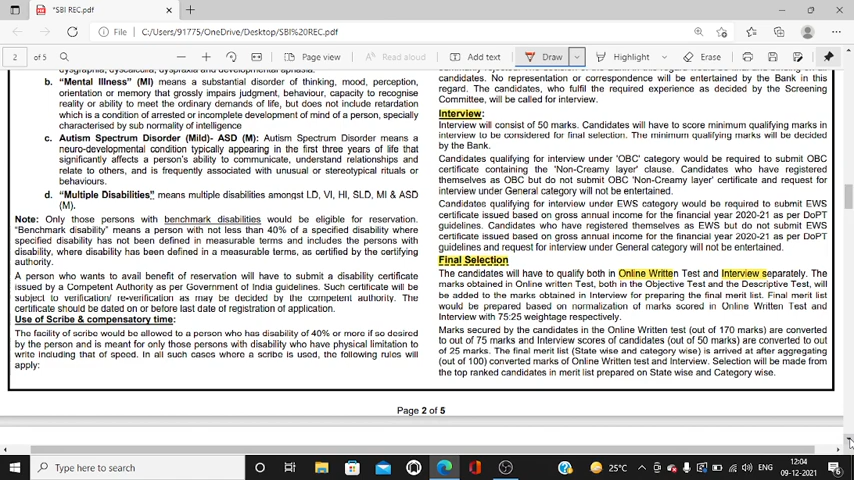 *SBI REC.pdf
File
C:/Users/91775/OneDrive/Desktop/SBI%20REC.pdf
2
of 5
Page view
Read aloud
Add text
Draw
Highlight
Erase
b. “Mental Illness” (MI) means a substantial disorder of thinking, mood, perception,
orientation or memory that grossly impairs judgment, behaviour, capacity to recognise
reality or ability to meet the ordinary demands of life, but does not include retardation
which is a condition of arrested or incomplete development of mind of a person, specially
characterised by sub normality of intelligence
c. Autism Spectrum Disorder (Mild)- ASD (M): Autism Spectrum Disorder means a
neuro-developmental condition typically appearing in the first three years of life that
significantly affects a person's ability to communicate, understand relationships and
relate to others, and is frequently associated with unusual or stereotypical rituals or
behaviours.
d. “Multiple Disabilities” means multiple disabilities amongst LD, VI, HI, SLD, MI & ASD
(M).
Note: Only those persons with benchmark disabilities would be eligible for reservation.
“Benchmark disability” means a person with not less than 40% of a specified disability where
specified disability has not been defined in measurable terms and includes the persons with
disability, where disability has been defined in a measurable terms, as certified by the certifying
authority.
A person who wants to avail benefit of reservation will have to submit a disability certificate
issued by a Competent Authority as per Government of India guidelines. Such certificate will be
subject to verification/ re-verification as may be decided by the competent authority. The
certificate should be dated on or before last date of registration of application.
Use of Scribe & compensatory time:
The facility of scribe would be allowed to a person who has disability of 40% or more if so desired
by the person and is meant for only those persons with disability who have physical limitation to
write including that of speed. In all such cases where a scribe is used, the following rules will
apply:
candidates. No representation correspondence will be entertained by the Bank in this
regard. The candidates, who fulfil the required experience as decided by the Screening
Committee, will be called for interview.
Interview:
Interview will consist of 50 marks. Candidates will have to score minimum qualifying marks in
interview to be considered for final selection. The minimum qualifying marks will be decided
by the Bank.
Candidates qualifying for interview under 'OBC' category would be required to submit OBC
certificate containing the 'Non-Creamy layer' clause. Candidates who have registered
themselves as OBC but do not submit OBC 'Non-Creamy layer' certificate and request for
interview under General category will not be entertained.
Candidates qualifying for interview under EWS category would be required to submit EWS
certificate issued based on gross annual income for the financial year 2020-21 as per DoPT
guidelines. Candidates who have registered themselves as EWS but do not submit EWS
certificate issued based on gross annual income for the financial year 2020-21 as per DoPT
guidelines and request for interview under General category will not be entertained.
Final Selection
The candidates will have to qualify both in Online Written Test and Interview separately. The
marks obtained in Online written Test, both in the Objective Test and the Descriptive Test, will
be added to the marks obtained in Interview for preparing the final merit list. Final merit list
would be prepared based on normalization of marks scored in Online Written Test and
Interview with 75:25 weightage respectively.
Marks secured by the candidates in the Online Written test (out of 170 marks) are converted
to out of 75 marks and Interview scores of candidates (out of 50 marks) are converted to out
of 25 marks. The final merit list (State wise and category wise) is arrived at after aggregating
(out of 100) converted marks of Online Written test and Interview. Selection will be made from
the top ranked candidates in merit list prepared on State wise and Category wise.
Page 2 of 5
Type here to search
25°C
ENG
12:04
09-12-2021